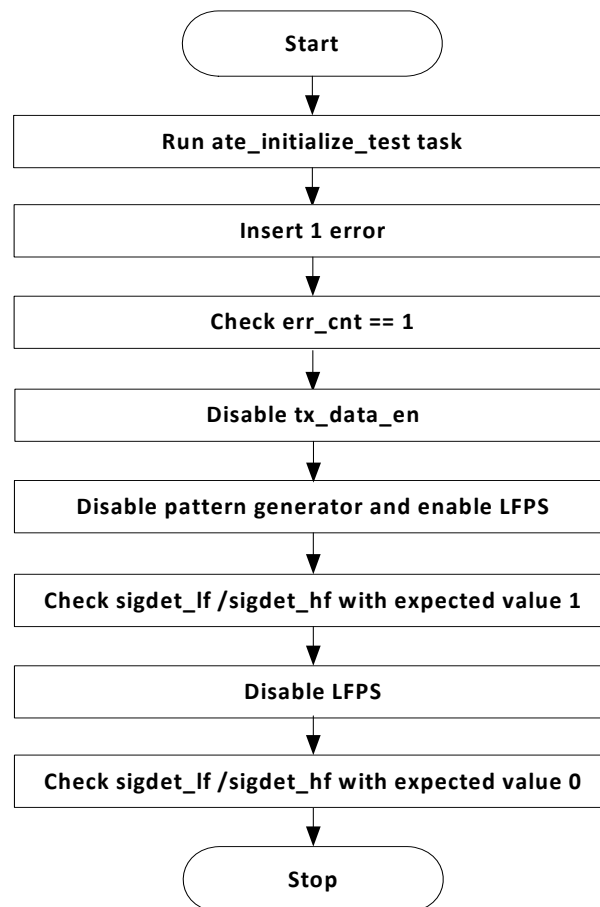 Start
Run ate_initialize_test task
Insert 1 error
Check err_cnt == 1
Disable tx_data_en
Disable pattern generator and enable LFPS
Check sigdet_lf /sigdet_hf with expected value 1
Disable LFPS
Check sigdet_lf /sigdet_hf with expected value 0
Stop